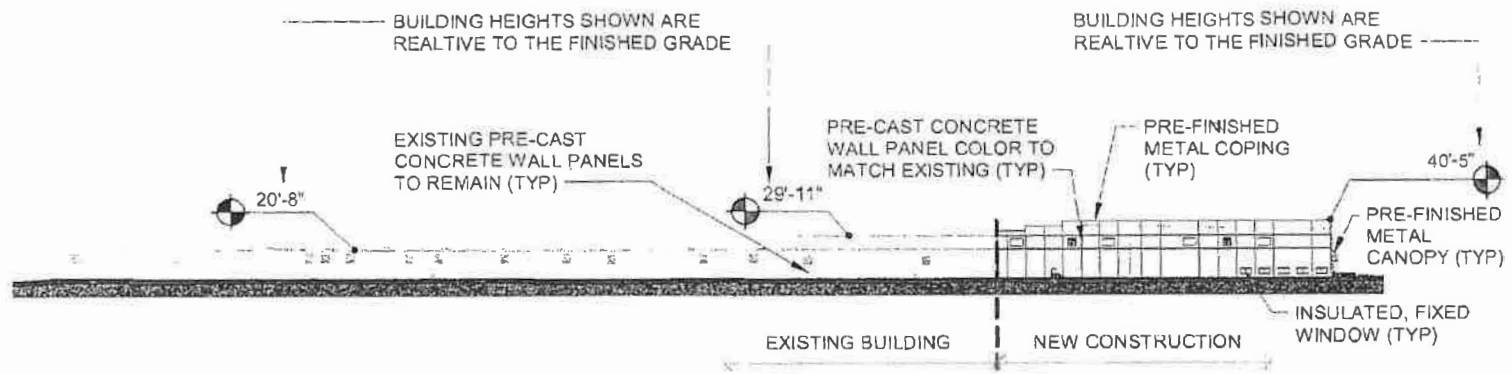 BUILDING HEIGHTS SHOWN ARE
REALTIVE TO THE FINISHED GRADE
BUILDING HEIGHTS SHOWN ARE
REALTIVE TO THE FINISHED GRADE
EXISTING PRE-CAST
CONCRETE WALL PANELS
TO REMAIN (TYP)
PRE-CAST CONCRETE
WALL PANEL COLOR TO
MATCH EXISTING (TYP)
PRE-FINISHED
METAL COPING
(TYP)
20'-8"
29'-11"
40'-5"
PRE-FINISHED
METAL
CANOPY (TYP)
INSULATED, FIXED
WINDOW (TYP)
EXISTING BUILDING
NEW CONSTRUCTION